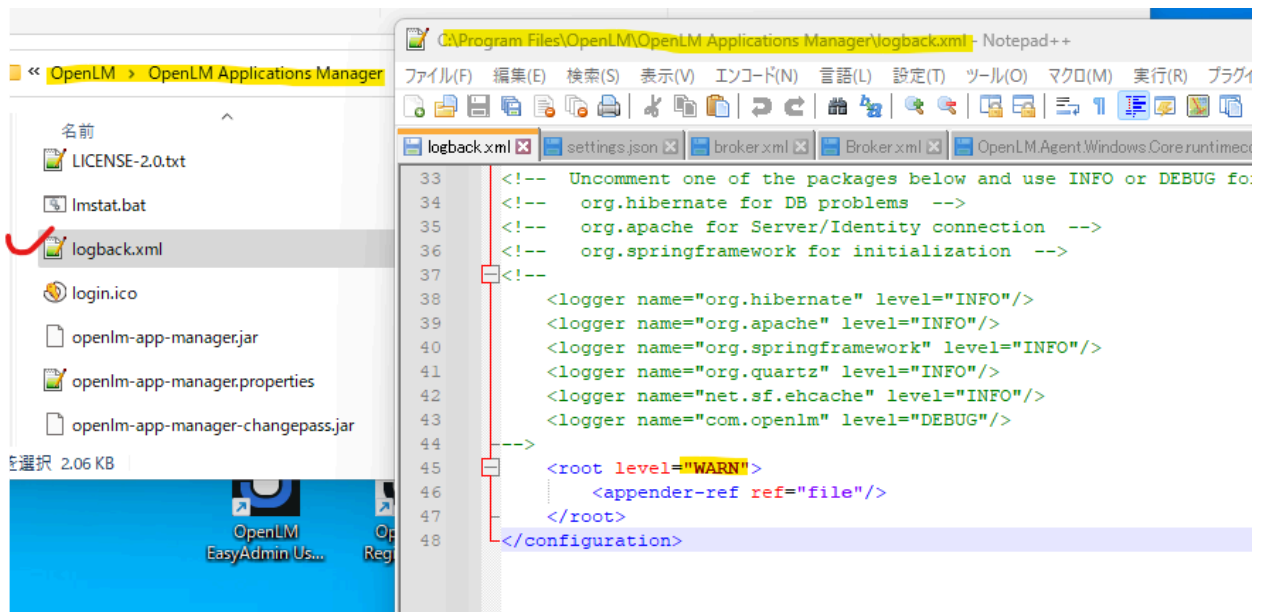 C:\Program Files\OpenLM\OpenLM Applications Manager\logback.xml - Notepad++
« OpenLM > OpenLM Applications Manager
ファイル(F) 編集(E) 検索(S) 表示(V) エンコード(N) 言語(L) 設定(T) ツール(O) マクロ(M) 実行(R) プラグイ
名前
LICENSE-2.0.txt
lmstat.bat
logback.xml
login.ico
openlm-app-manager.jar
openlm-app-manager.properties
openlm-app-manager-changepass.jar
を選択 2.06 KB
OpenLM
EasyAdmin Us...
Op
Reg
logback.xml settings.json broker.xml Broker.xml OpenLM.Agent.Windows.Core.runtimecc
33 <!-- Uncomment one of the packages below and use INFO or DEBUG fo
34 <!-- org.hibernate for DB problems -->
35 <!-- org.apache for Server/Identity connection -->
36 <!-- org.springframework for initialization -->
37 <!--
38 <logger name="org.hibernate" level="INFO"/>
39 <logger name="org.apache" level="INFO"/>
40 <logger name="org.springframework" level="INFO"/>
41 <logger name="org.quartz" level="INFO"/>
42 <logger name="net.sf.ehcache" level="INFO"/>
43 <logger name="com.openlm" level="DEBUG"/>
44 -->
45 <root level="WARN">
46 <appender-ref ref="file"/>
47 </root>
48 </configuration>